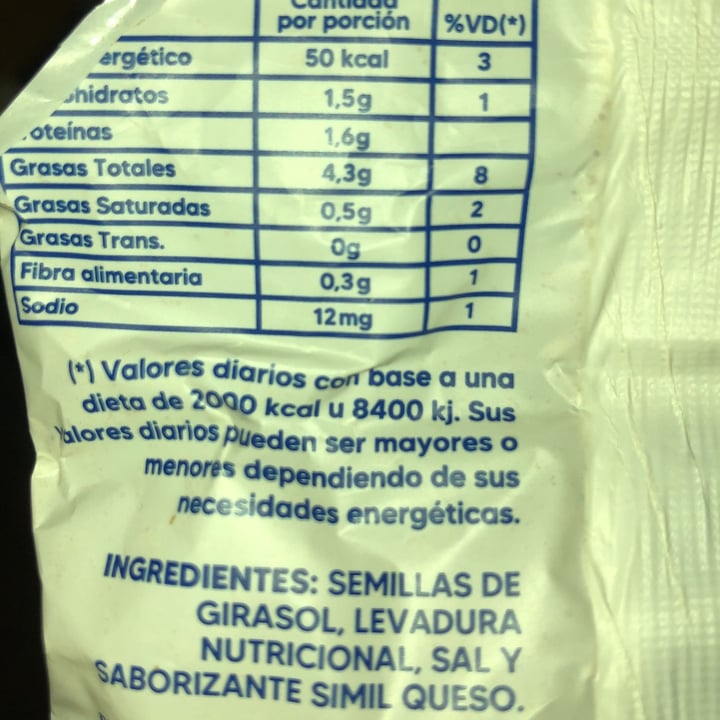 Cantidad
por porción %VD(*)
ergético 50 kcal 3
ohidratos 1,5g 1
oteínas 1,6g
Grasas Totales 4,3g 8
Grasas Saturadas 0,5g 2
Grasas Trans. 0g 0
Fibra alimentaria 0,3g 1
Sodio 12mg 1
(*) Valores diarios con base a una
dieta de 2000 kcal u 8400 kj. Sus
valores diarios pueden ser mayores o
menores dependiendo de sus
necesidades energéticas.
INGREDIENTES: SEMILLAS DE
GIRASOL, LEVADURA
NUTRICIONAL, SAL Y
SABORIZANTE SIMIL QUESO.